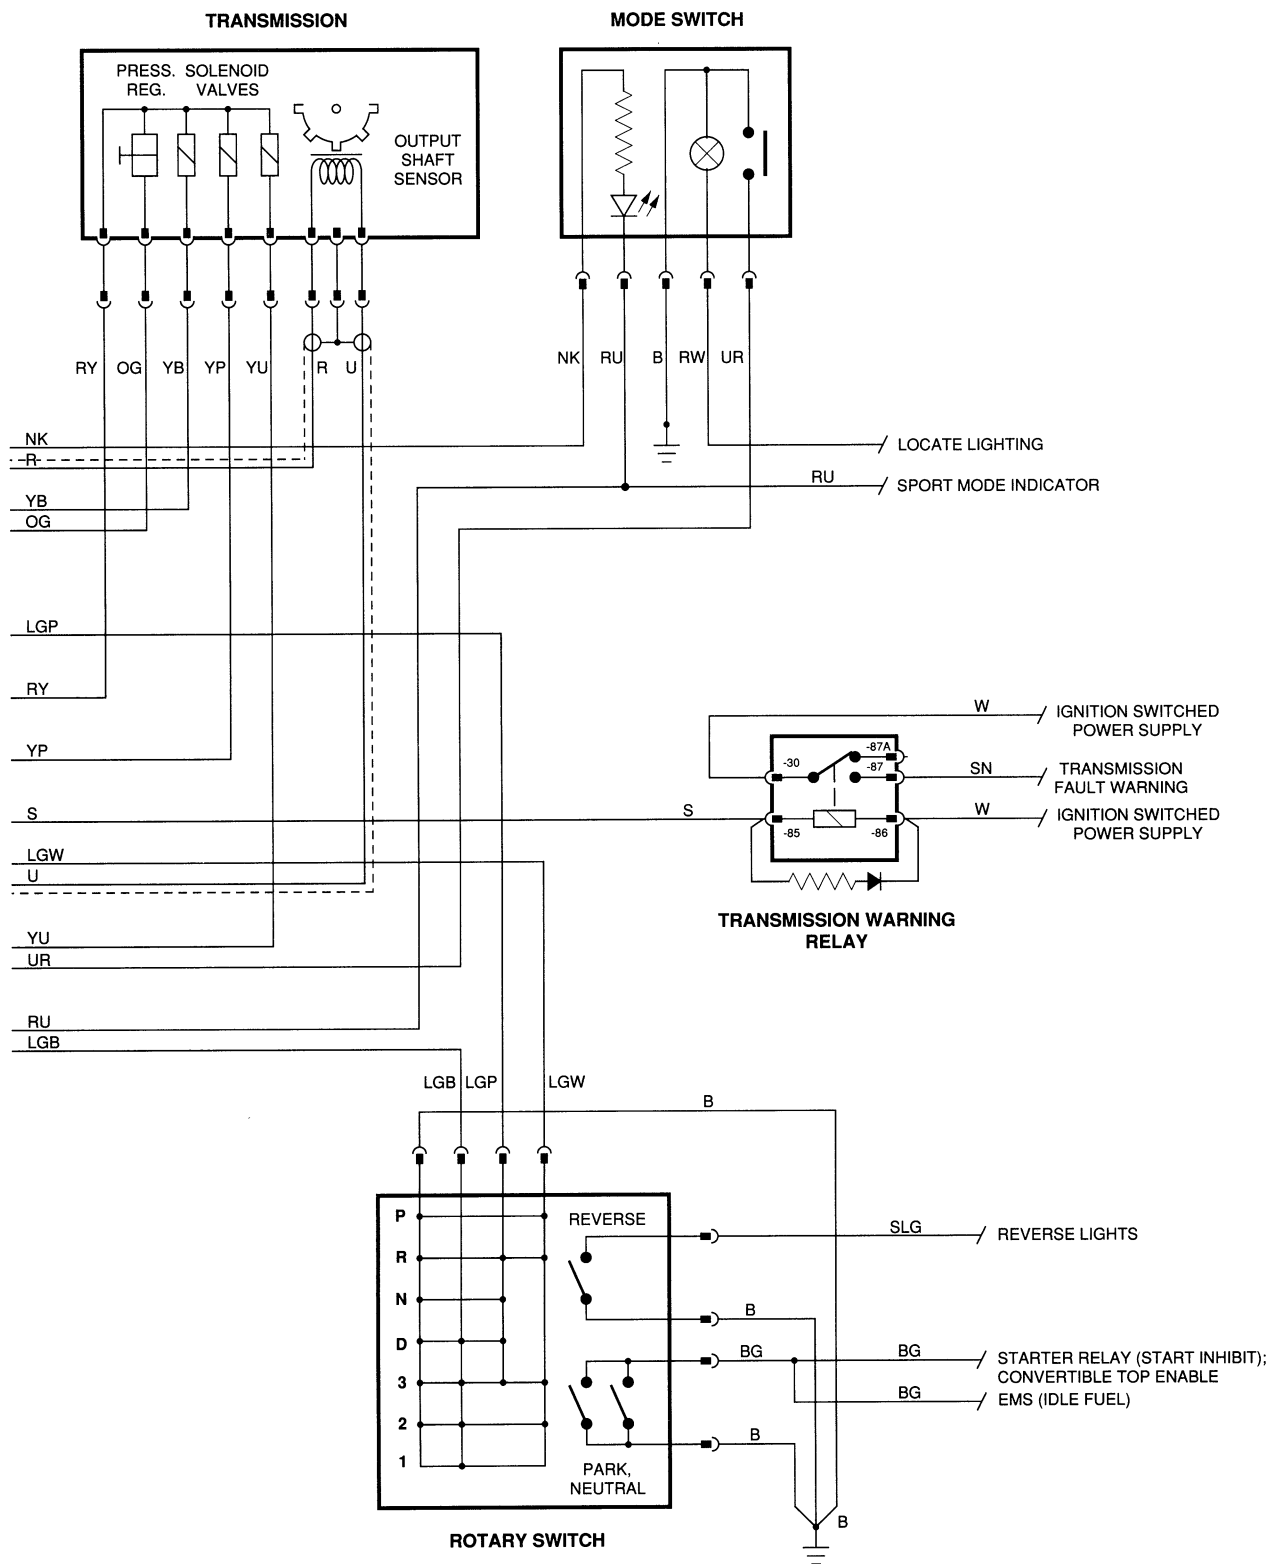 TRANSMISSION
MODE SWITCH
PRESS. SOLENOID
REG. VALVES
OUTPUT
SHAFT
SENSOR
RY OG YB YP YU R U
NK RU B RW UR
NK
R
LOCATE LIGHTING
RU
SPORT MODE INDICATOR
YB
OG
LGP
RY
W
IGNITION SWITCHED
POWER SUPPLY
YP
-30
-87A
-87
SN
TRANSMISSION
FAULT WARNING
S
S
-85
-86
W
IGNITION SWITCHED
POWER SUPPLY
LGW
U
TRANSMISSION WARNING
RELAY
YU
UR
RU
LGB
LGB LGP LGW
B
P
R
N
D
3
2
1
REVERSE
SLG
REVERSE LIGHTS
B
BG
BG
STARTER RELAY (START INHIBIT);
CONVERTIBLE TOP ENABLE
BG
EMS (IDLE FUEL)
B
PARK,
NEUTRAL
B
ROTARY SWITCH